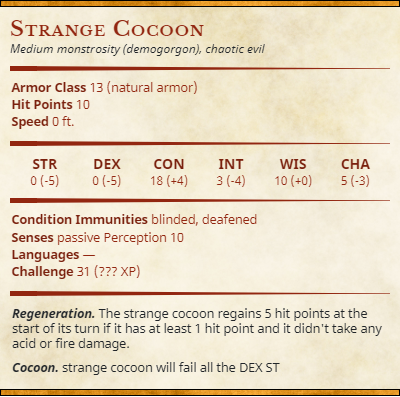 Strange Cocoon
Medium monstrosity (demogorgon), chaotic evil
Armor Class 13 (natural armor)
Hit Points 10
Speed 0 ft.
STR DEX CON INT WIS CHA
0 (-5) 0 (-5) 18 (+4) 3 (-4) 10 (+0) 5 (-3)
Condition Immunities blinded, deafened
Senses passive Perception 10
Languages —
Challenge 31 (??? XP)
Regeneration. The strange cocoon regains 5 hit points at the
start of its turn if it has at least 1 hit point and it didn't take any
acid or fire damage.
Cocoon. strange cocoon will fail all the DEX ST